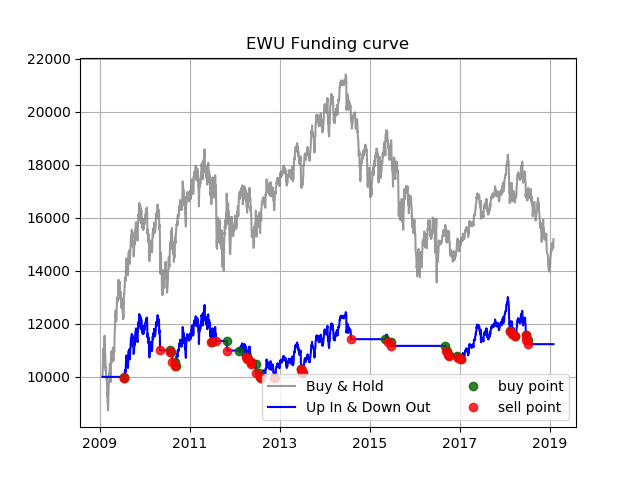 EWU Funding curve
22000
20000
18000
16000
14000
12000
10000
Buy & Hold
buy point
Up In & Down Out
sell point
2009
2011
2013
2015
2017
2019